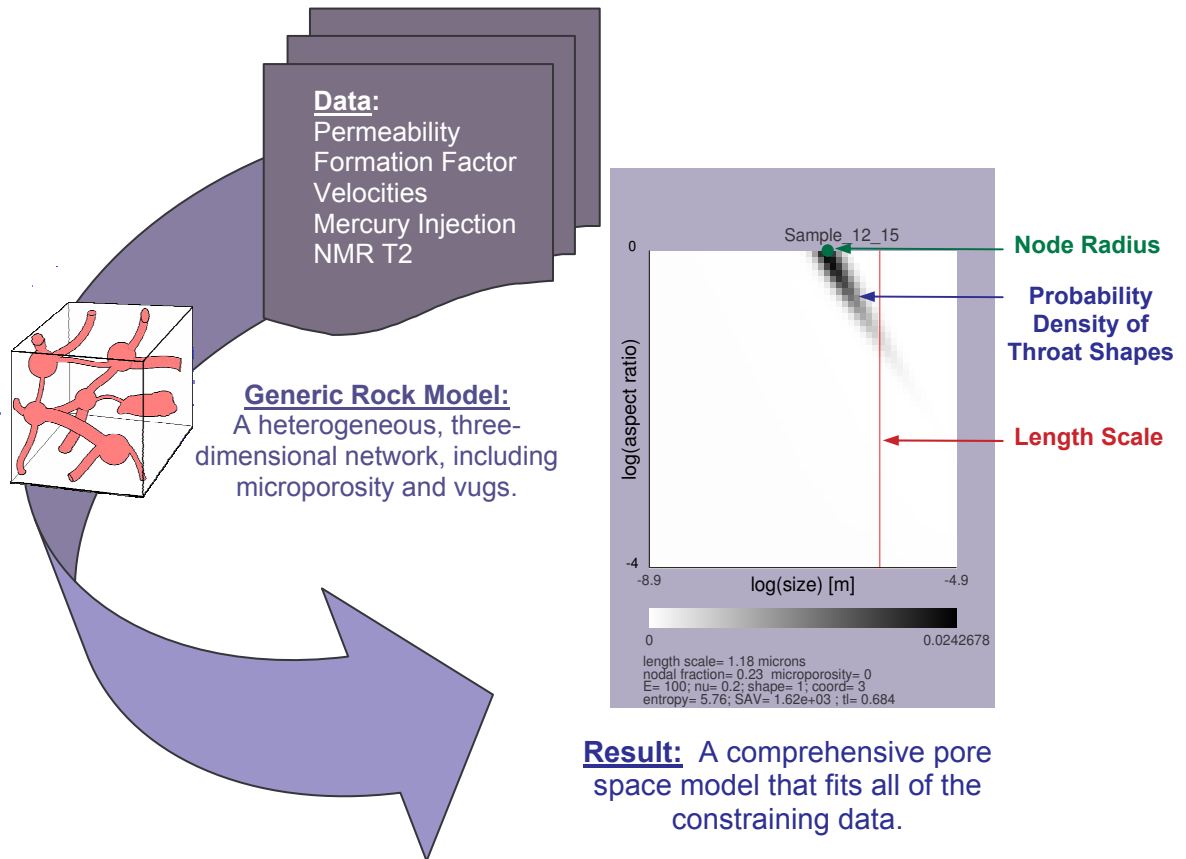 Data:
Permeability
Formation Factor
Velocities
Mercury Injection
NMR T2
Generic Rock Model:
A heterogeneous, three-
dimensional network, including
microporosity and vugs.
Sample_12_15
0
log(aspect ratio)
-4
-8.9
log(size) [m]
-4.9
0
0.0242678
length scale= 1.18 microns
nodal fraction= 0.23 microporosity= 0
E= 100; nu= 0.2; shape= 1; coord= 3
entropy= 5.76; SAV= 1.62e+03 ; tl= 0.684
Node Radius
Probability
Density of
Throat Shapes
Length Scale
Result: A comprehensive pore
space model that fits all of the
constraining data.